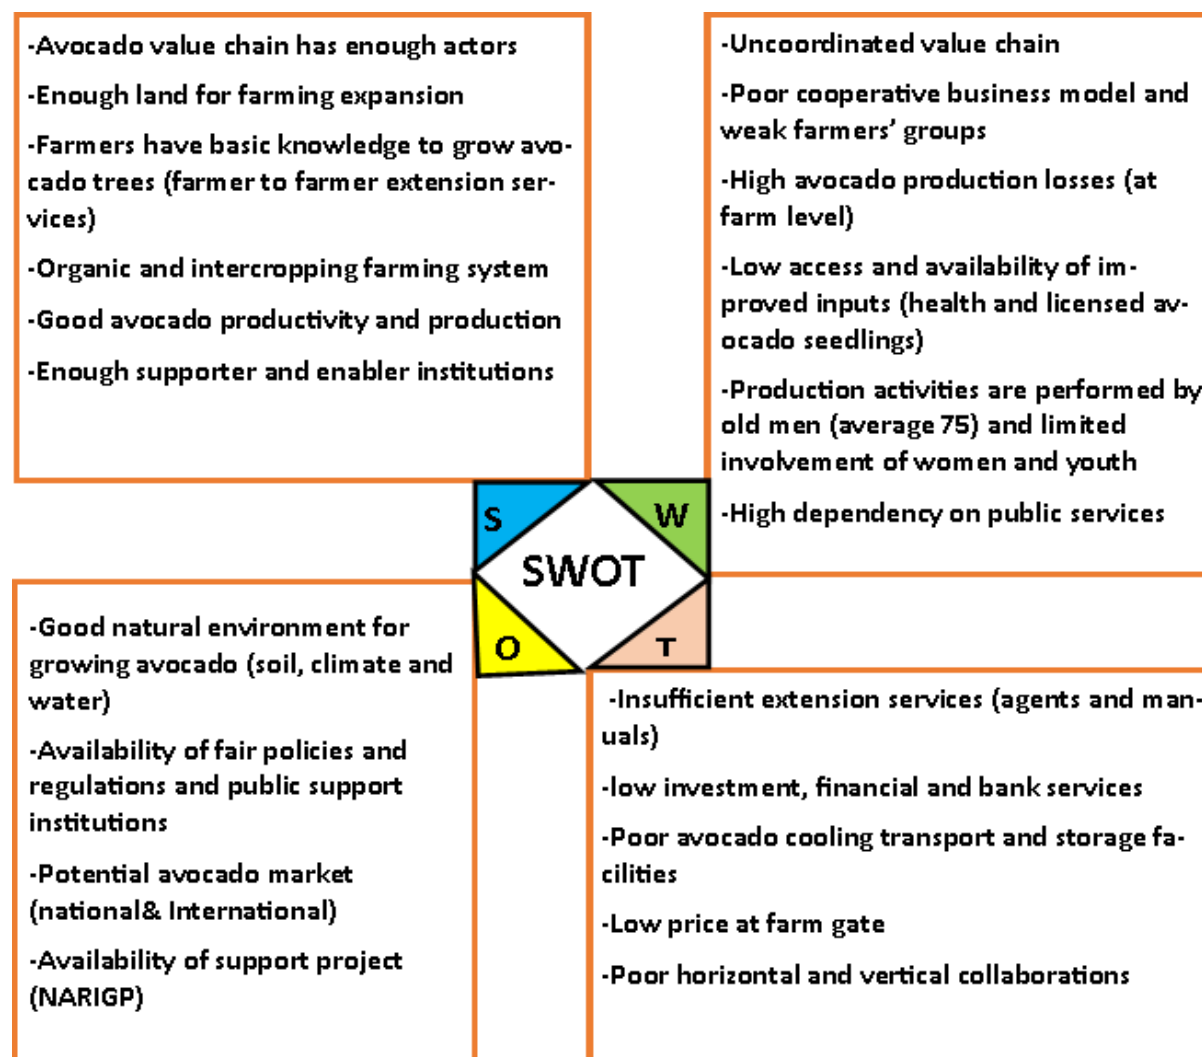 -Avocado value chain has enough actors
-Enough land for farming expansion
-Farmers have basic knowledge to grow avo-
cado trees (farmer to farmer extension ser-
vices)
-Organic and intercropping farming system
-Good avocado productivity and production
-Enough supporter and enabler institutions
-Uncoordinated value chain
-Poor cooperative business model and
weak farmers’ groups
-High avocado production losses (at
farm level)
-Low access and availability of im-
proved inputs (health and licensed av-
ocado seedlings)
-Production activities are performed by
old men (average 75) and limited
involvement of women and youth
-High dependency on public services
S
W
SWOT
O
T
-Good natural environment for
growing avocado (soil, climate and
water)
-Availability of fair policies and
regulations and public support
institutions
-Potential avocado market
(national& International)
-Availability of support project
(NARIGP)
-Insufficient extension services (agents and man-
uals)
-low investment, financial and bank services
-Poor avocado cooling transport and storage fa-
cilities
-Low price at farm gate
-Poor horizontal and vertical collaborations